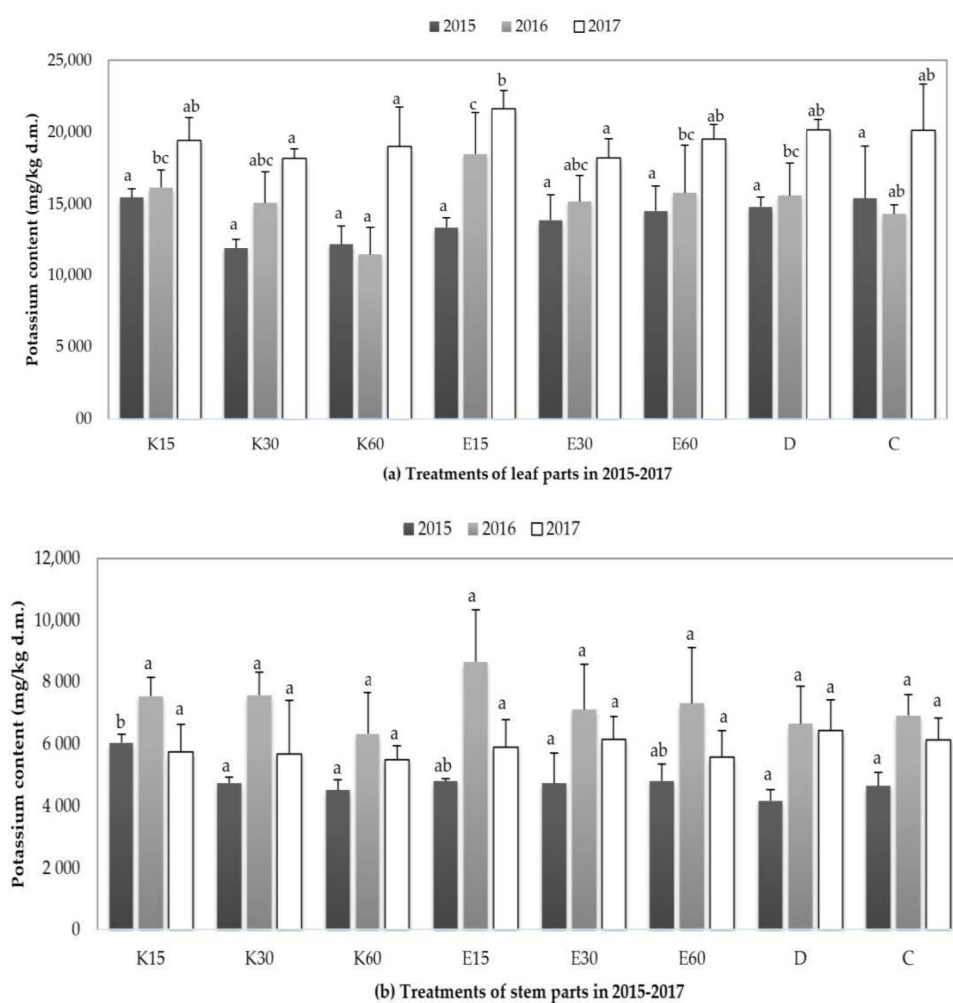 2015 2016 2017
25,000
20,000
15,000
10,000
5 000
00
Potassium content (mg/kg d.m.)
a bc ab
a abc a
a a a
a c b
a abc a
a bc ab
a bc ab
a ab ab
K15 K30 K60 E15 E30 E60 D C
(a) Treatments of leaf parts in 2015-2017
2015 2016 2017
12,000
10,000
8 000
6 000
4 000
2 000
0
Potassium content (mg/kg d.m.)
b a a
a a a
a a a
ab a a
a a a
ab a a
a a a
a a a
K15 K30 K60 E15 E30 E60 D C
(b) Treatments of stem parts in 2015-2017